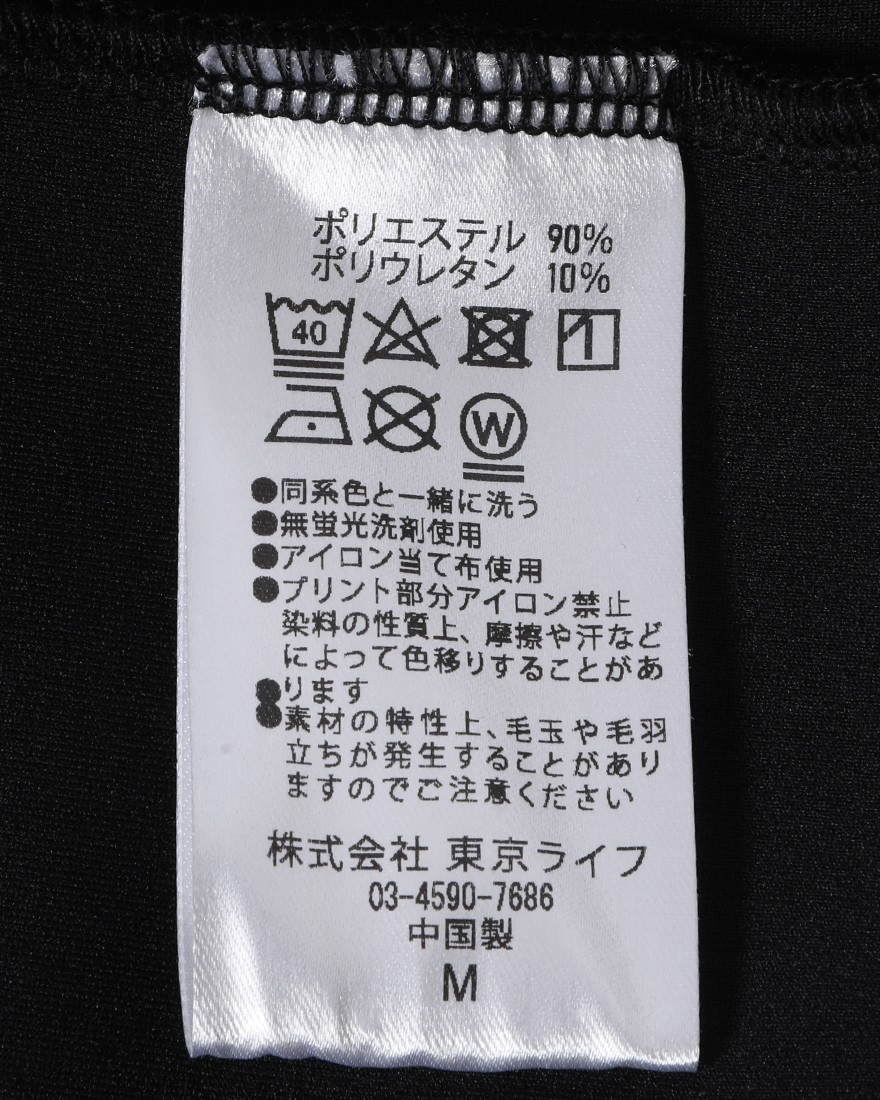 ポリエステル 90%
ポリウレタン 10%
40
W
●同系色と一緒に洗う
●無蛍光洗剤使用
●アイロン当て布使用
●プリント部分アイロン禁止
染料の性質上、摩擦や汗など
によって色移りすることがあ
●ります
●素材の特性上、毛玉や毛羽
立ちが発生することがあり
ますのでご注意ください
株式会社 東京ライフ
03-4590-7686
中国製
M